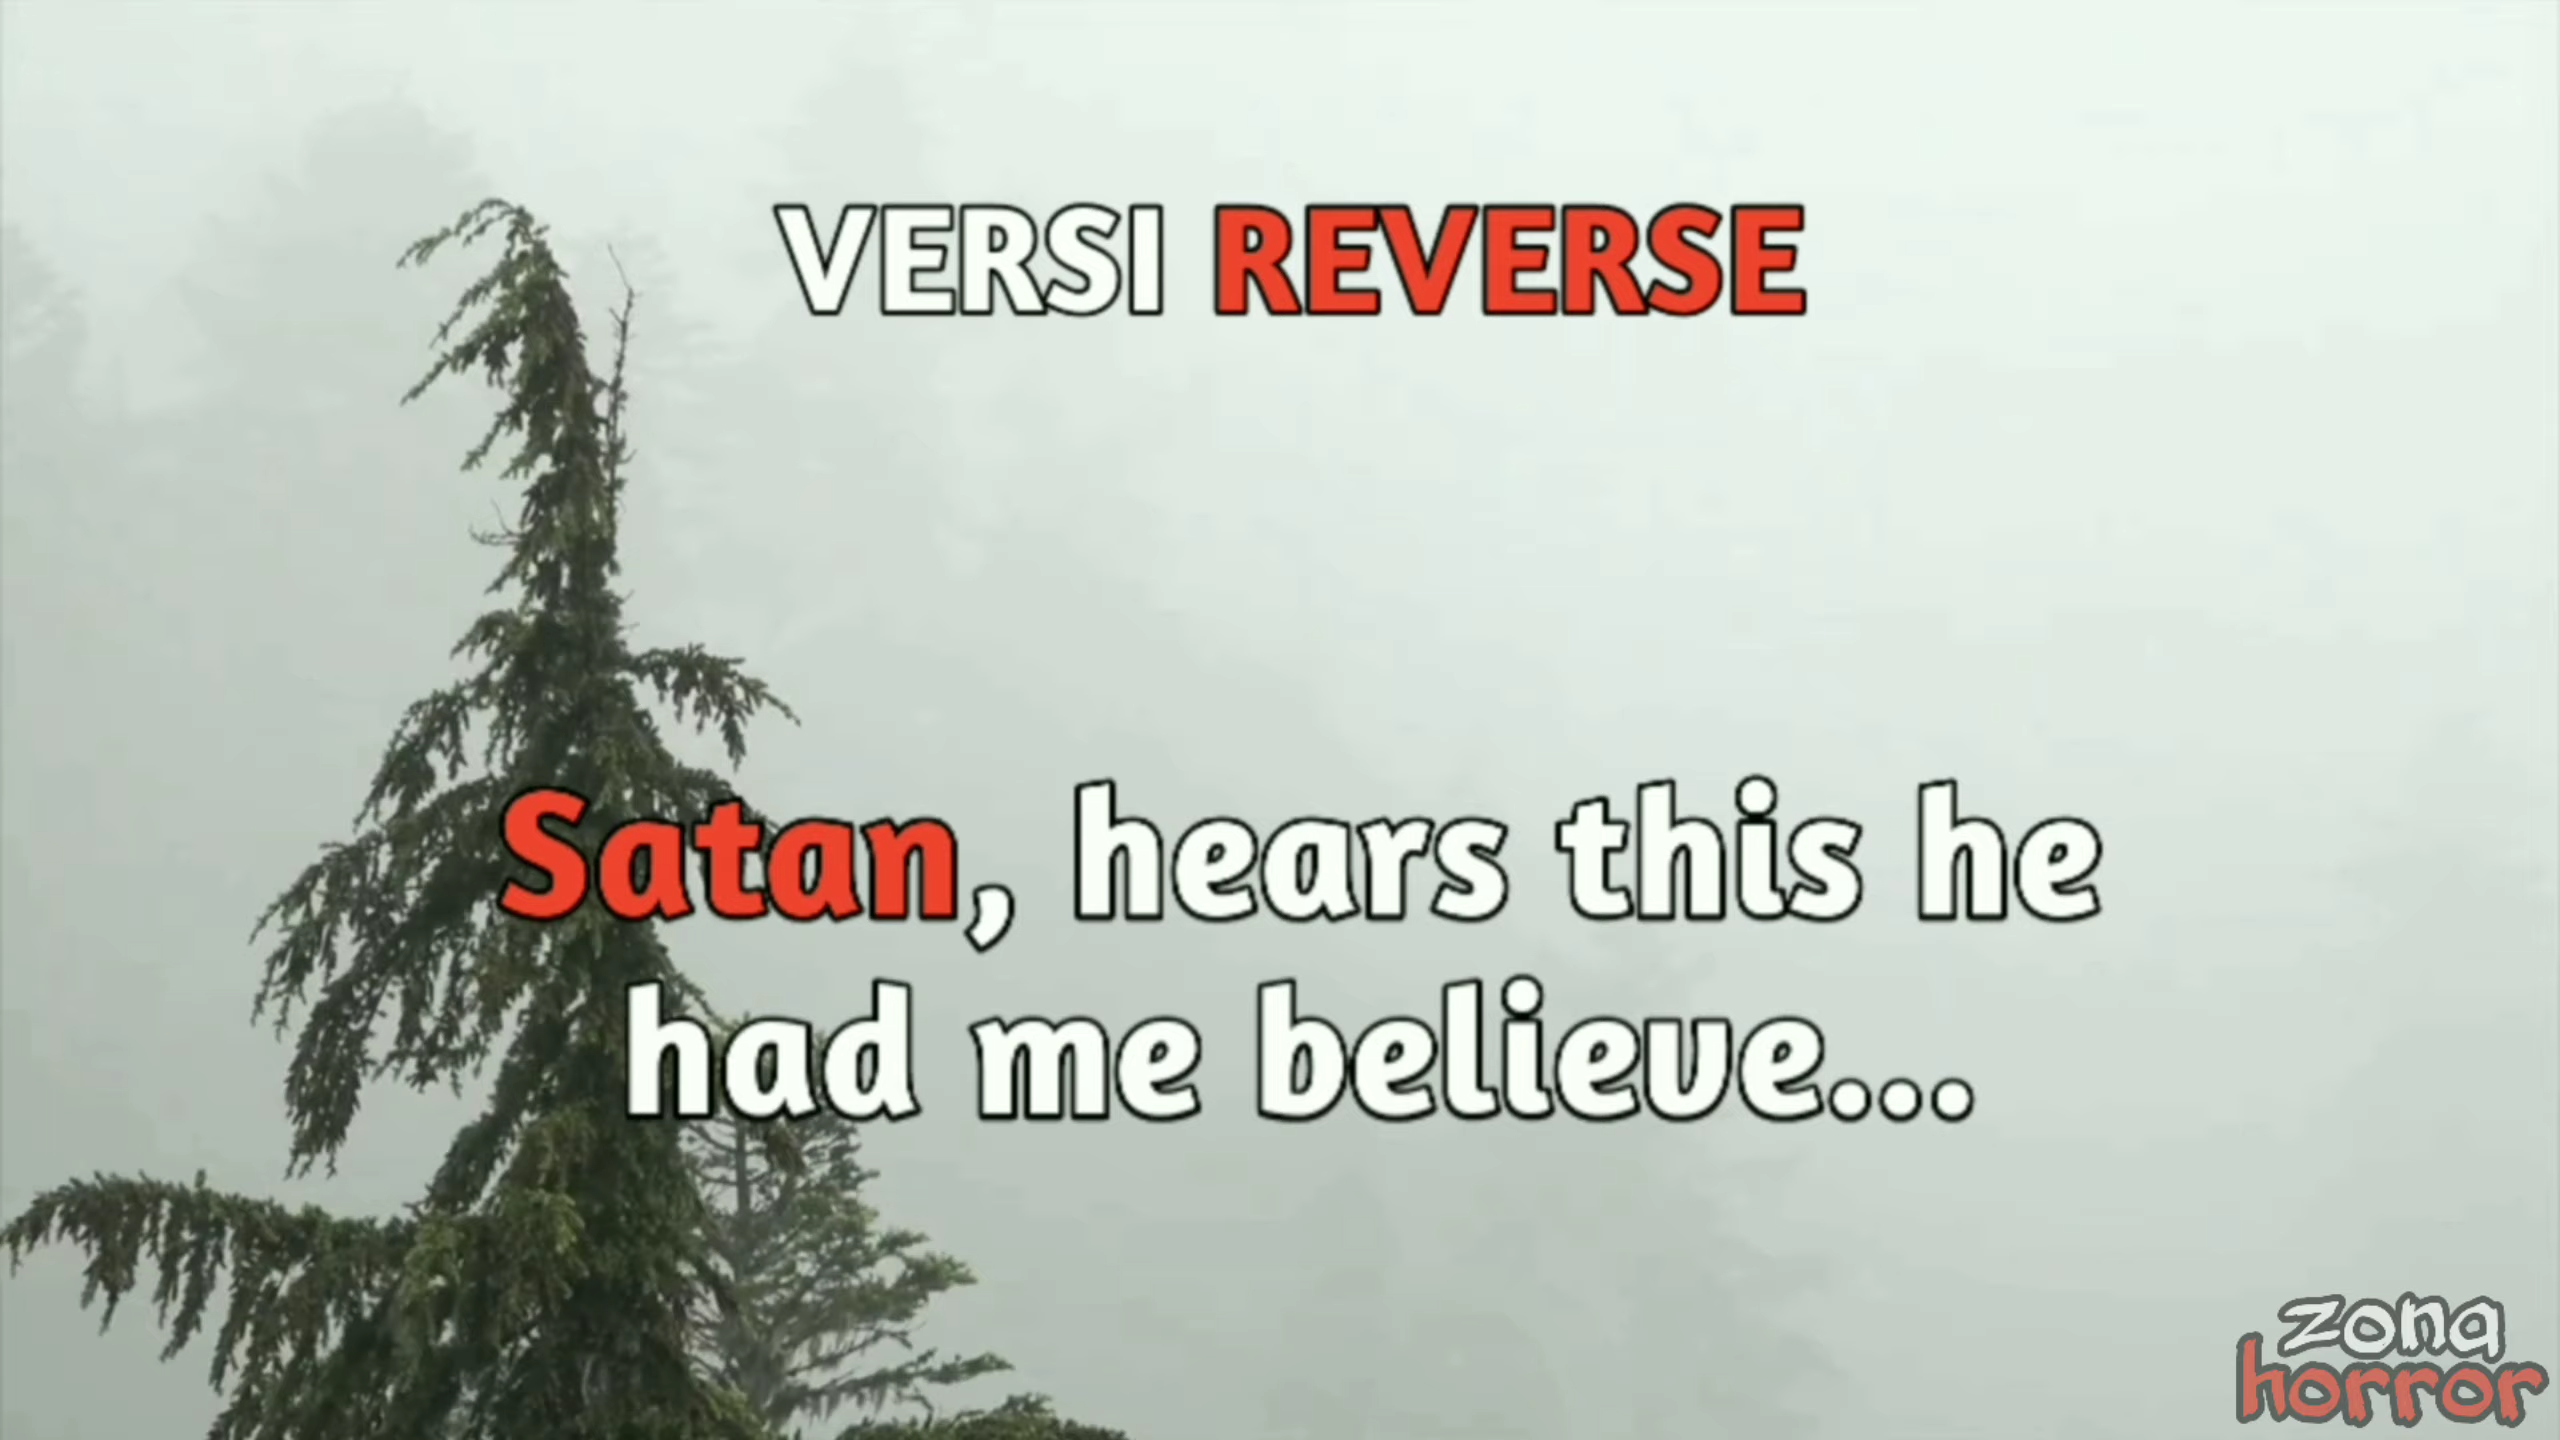 VERSI REVERSE
Satan, hears this he
had me believe...
zona
horror